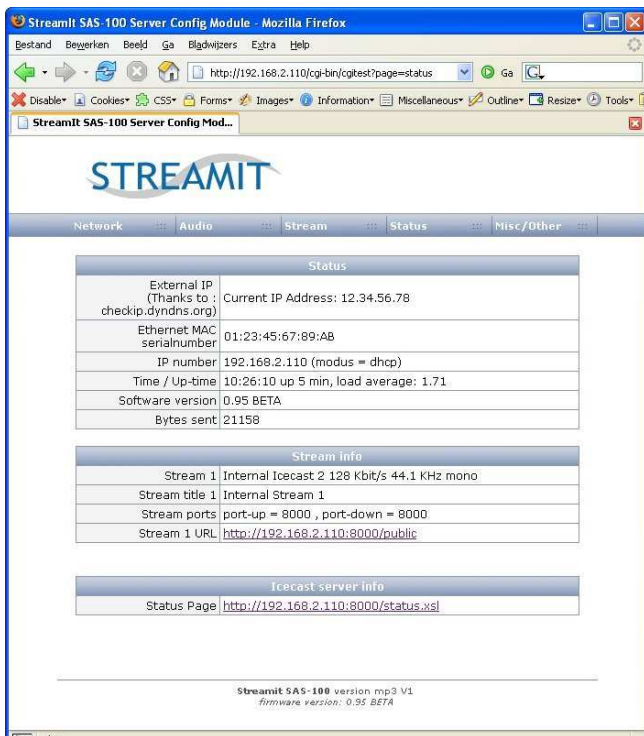 StreamIt SAS-100 Server Config Module - Mozilla Firefox
Bestand Bewerken Beeld Ga Bladwijzers Extra Help
http://192.168.2.110/cgi-bin/cgitest?page=status Ga G
Disable Cookies CSS Forms Images Information Miscellaneous Outline Resize Tools
StreamIt SAS-100 Server Config Mod...
STREAMIT
Network Audio Stream Status Misc/Other
Status
External IP
(Thanks to :
checkip.dyndns.org)
Current IP Address: 12.34.56.78
Ethernet MAC
serialnumber
01:23:45:67:89:AB
IP number 192.168.2.110 (modus = dhcp)
Time / Up-time 10:26:10 up 5 min, load average: 1.71
Software version 0.95 BETA
Bytes sent 21158
Stream info
Stream 1 Internal Icecast 2 128 Kbit/s 44.1 KHz mono
Stream title 1 Internal Stream 1
Stream ports port-up = 8000 , port-down = 8000
Stream 1 URL http://192.168.2.110:8000/public
Icecast server info
Status Page http://192.168.2.110:8000/status.xsl
Streamit SAS-100 version mp3 V1
firmware version: 0.95 BETA